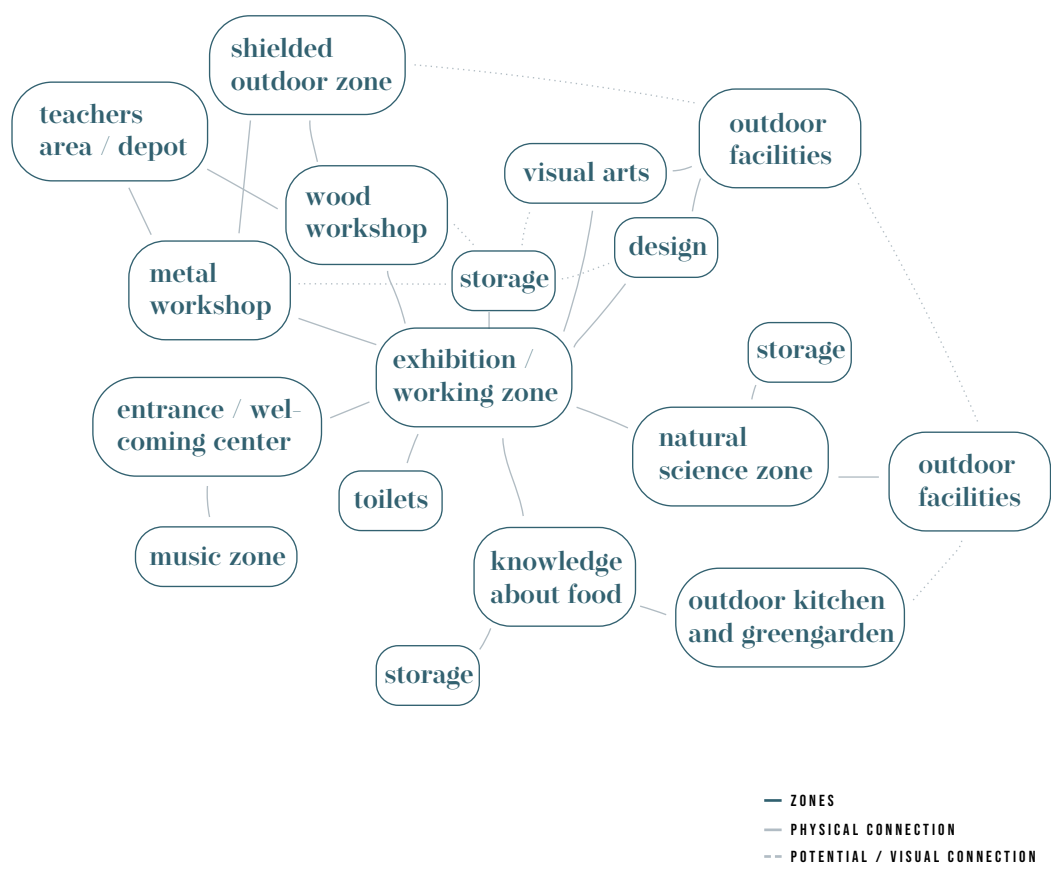 shielded
outdoor zone
teachers
area / depot
outdoor
facilities
visual arts
wood
workshop
design
metal
workshop
storage
exhibition /
working zone
storage
entrance / wel-
coming center
natural
science zone
outdoor
facilities
toilets
music zone
knowledge
about food
outdoor kitchen
and greengarden
storage
ZONES
PHYSICAL CONNECTION
POTENTIAL / VISUAL CONNECTION